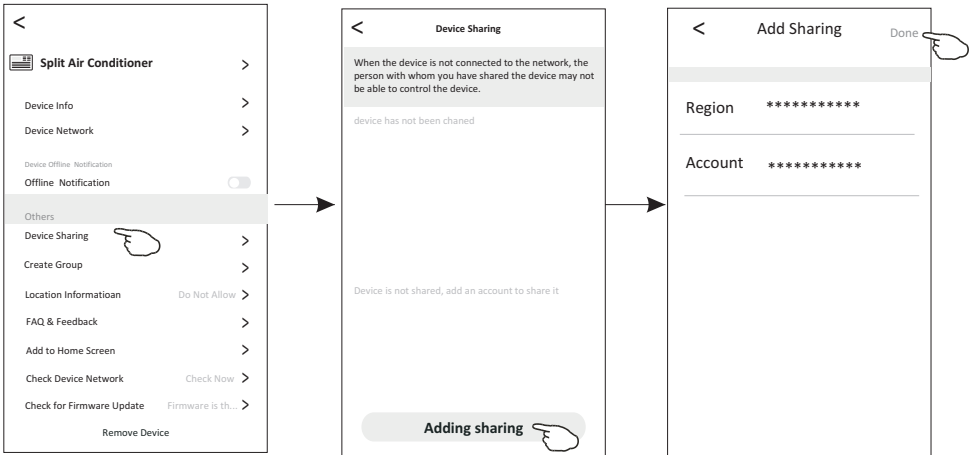 <
Split Air Conditioner >
Device Info >
Device Network >
Device Offline Notification
Offline Notification
Others
Device Sharing >
Create Group >
Location Informatioan Do Not Allow >
FAQ & Feedback >
Add to Home Screen >
Check Device Network Check Now >
Check for Firmware Update Firmware is th... >
Remove Device
< Device Sharing
When the device is not connected to the network, the
person with whom you have shared the device may not
be able to control the device.
device has not been chaned
Device is not shared, add an account to share it
Adding sharing
< Add Sharing Done
Region ***********
Account ***********